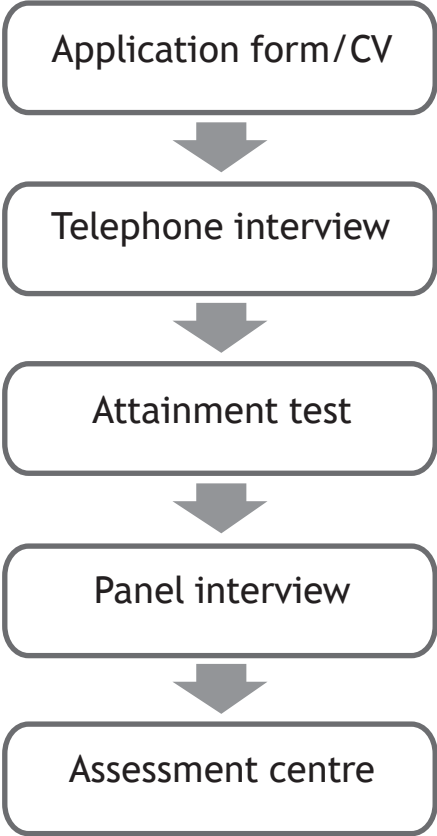 Application form/CV
Telephone interview
Attainment test
Panel interview
Assessment centre